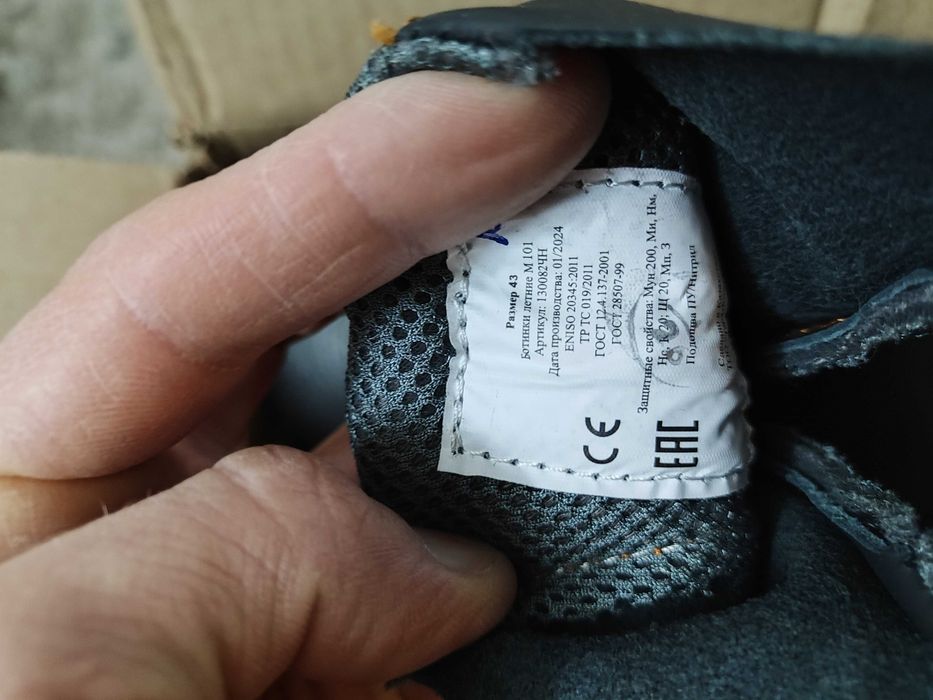 Размер 43
Ботинки летние М 101
Артикул: 130082ЧН
Дата производства: 01/2024
EN ISO 20345:2011
ТР ТС 019/2011
ГОСТ 12.4.137-2001
ГОСТ 28507-99
Защитные свойства: Мун 200, Ми, Нм,
Нс, К 20; Щ 20, Мп, З
Подошва ПУ/Нитрил
CE
EAC